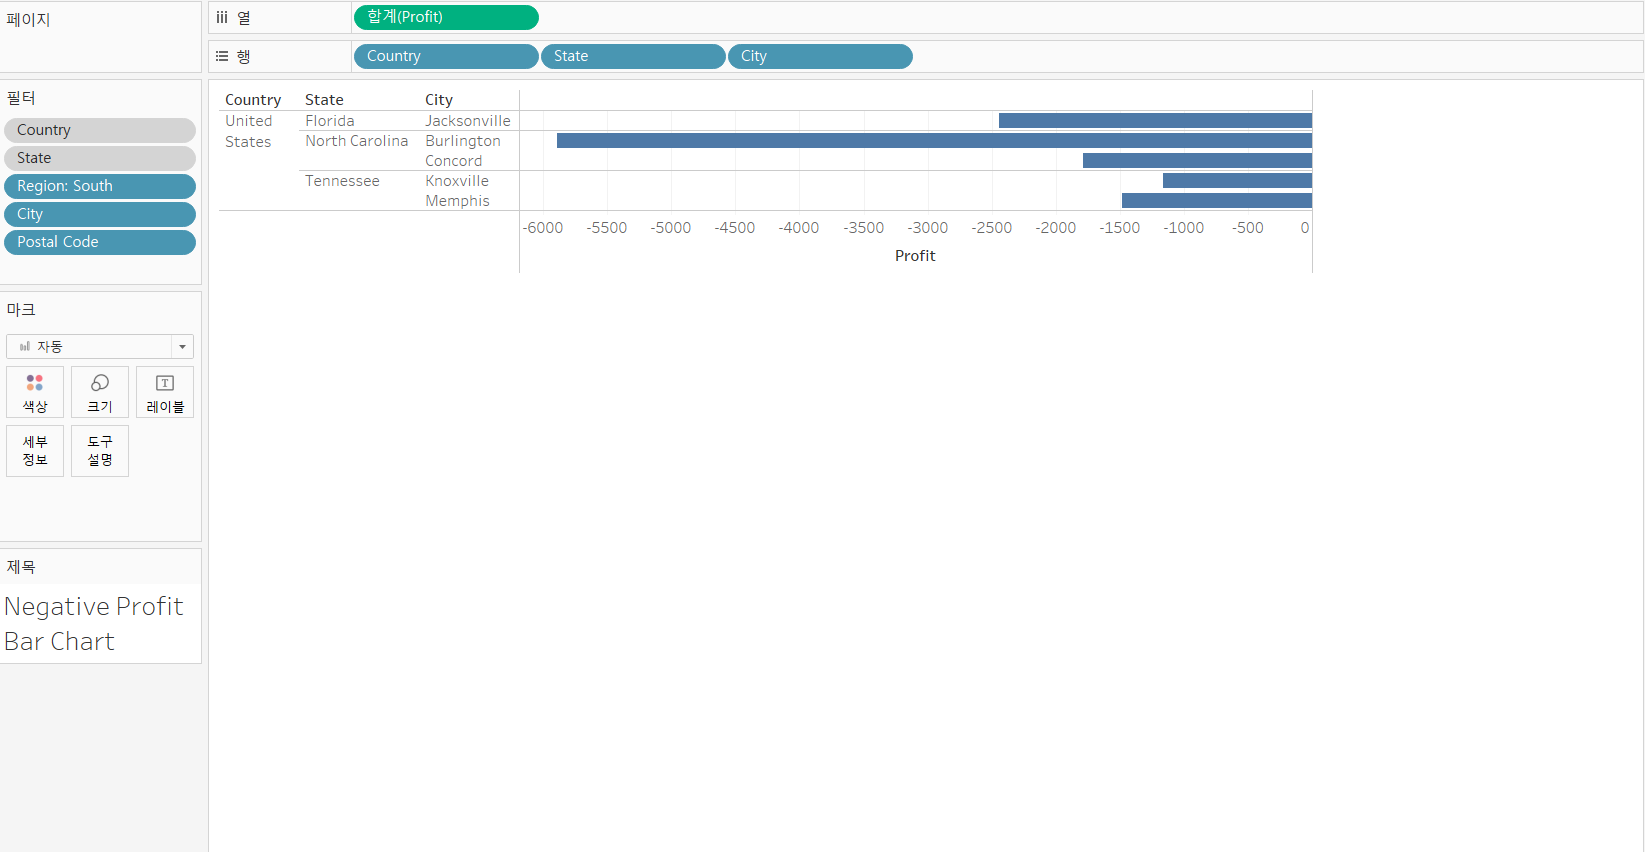 페이지
열
합계(Profit)
행
Country
State
City
필터
Country
State
Region: South
City
Postal Code
Country State City
United Florida Jacksonville
States North Carolina Burlington
Concord
Tennessee Knoxville
Memphis
-6000 -5500 -5000 -4500 -4000 -3500 -3000 -2500 -2000 -1500 -1000 -500 0
Profit
마크
자동
색상
크기
T
레이블
세부
정보
도구
설명
제목
Negative Profit
Bar Chart